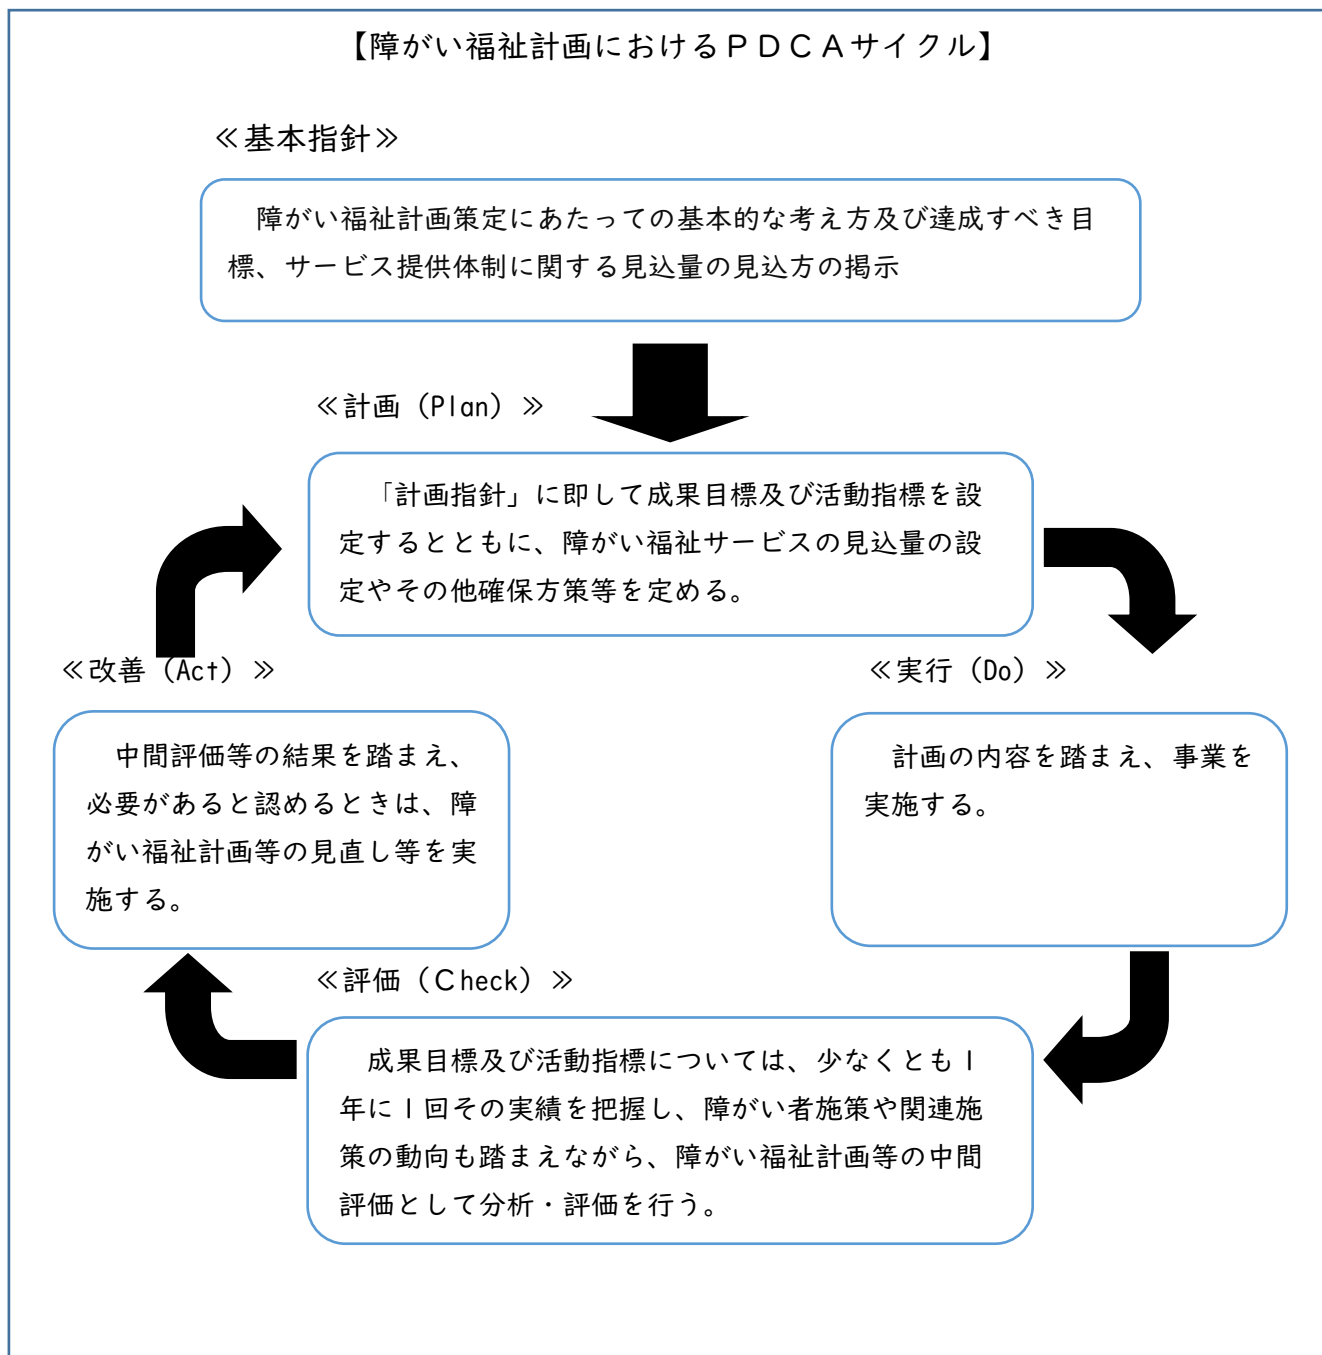 【障がい福祉計画におけるＰＤＣＡサイクル】
≪基本指針≫
障がい福祉計画策定にあたっての基本的な考え方及び達成すべき目
標、サービス提供体制に関する見込量の見込方の掲示
≪計画（Plan）≫
「計画指針」に即して成果目標及び活動指標を設
定するとともに、障がい福祉サービスの見込量の設
定やその他確保方策等を定める。
≪改善（Act）≫
≪実行（Do）≫
中間評価等の結果を踏まえ、
必要があると認めるときは、障
がい福祉計画等の見直し等を実
施する。
計画の内容を踏まえ、事業を
実施する。
≪評価（Ｃheck）≫
成果目標及び活動指標については、少なくとも１
年に１回その実績を把握し、障がい者施策や関連施
策の動向も踏まえながら、障がい福祉計画等の中間
評価として分析・評価を行う。